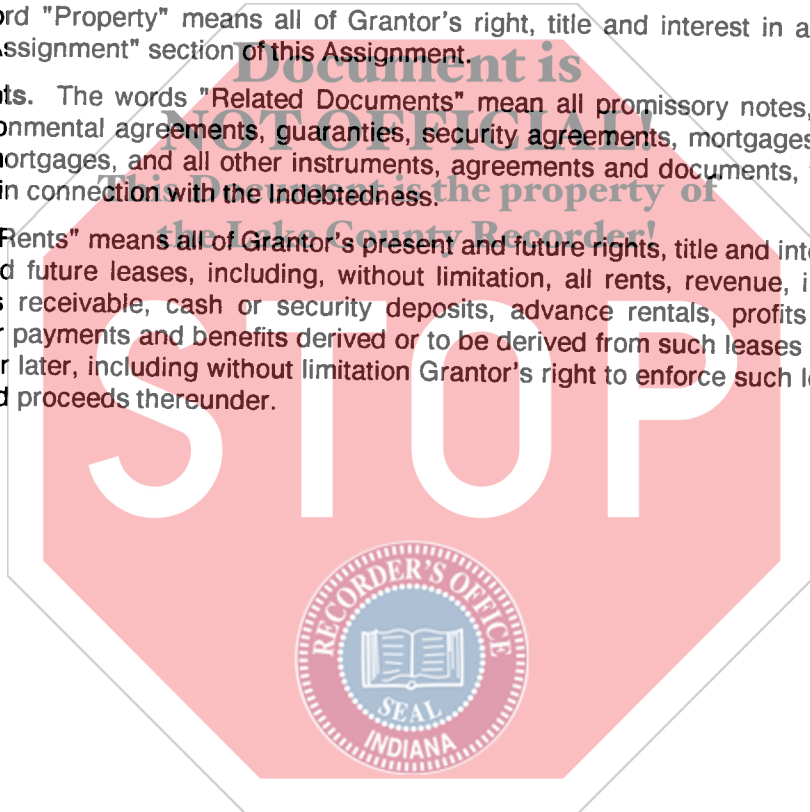 ord "Property" means all of Grantor's right, title and interest in a
Assignment" section of this Assignment.
Document is
ts. The words "Related Documents" mean all promissory notes,
NOT OFFICIAL!
onmental agreements, guaranties, security agreements, mortgages
ortgages, and all other instruments, agreements and documents,
This Document is the property of
in connection with the Indebtedness.
the Lake County Recorder!
Rents" means all of Grantor's present and future rights, title and inte
d future leases, including, without limitation, all rents, revenue, i
s receivable, cash or security deposits, advance rentals, profits
r payments and benefits derived or to be derived from such leases
r later, including without limitation Grantor's right to enforce such le
d proceeds thereunder.
STOP
RECORDER'S OFFICE
SEAL
INDIANA